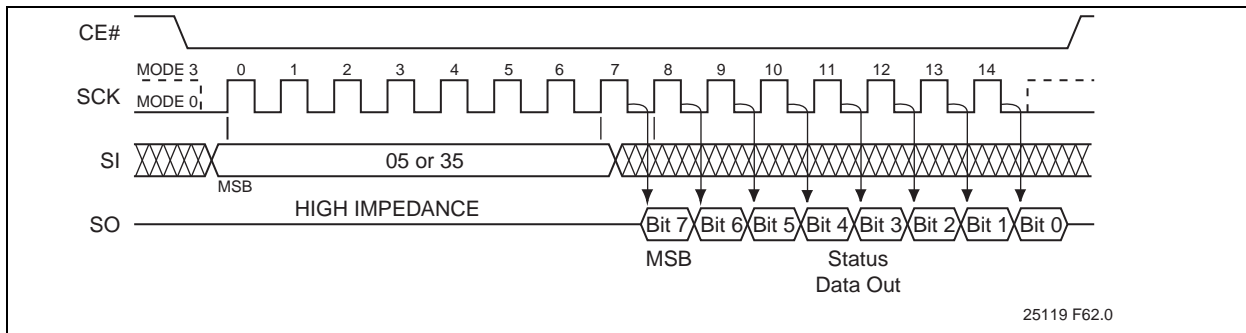 CE#
MODE 3 0 1 2 3 4 5 6 7 8 9 10 11 12 13 14
SCK
MODE 0
SI 05 or 35
MSB
HIGH IMPEDANCE
SO Bit 7 Bit 6 Bit 5 Bit 4 Bit 3 Bit 2 Bit 1 Bit 0
MSB Status
Data Out
25119 F62.0